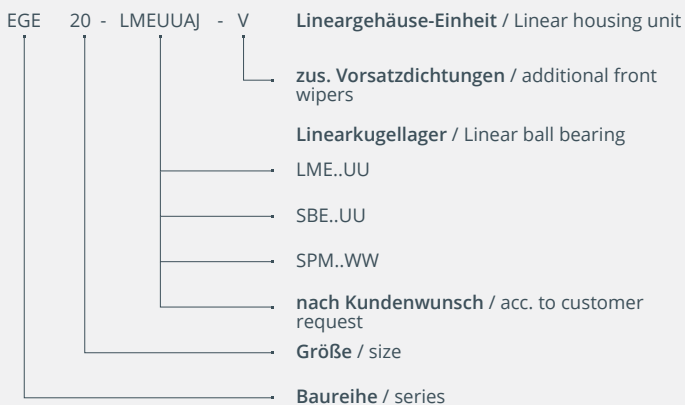 EGE 20 - LMEUUAJ - V Lineargehäuse-Einheit / Linear housing unit
zus. Vorsatzdichtungen / additional front
wipers
Linearkugellager / Linear ball bearing
LME..UU
SBE..UU
SPM..WW
nach Kundenwunsch / acc. to customer
request
Größe / size
Baureihe / series